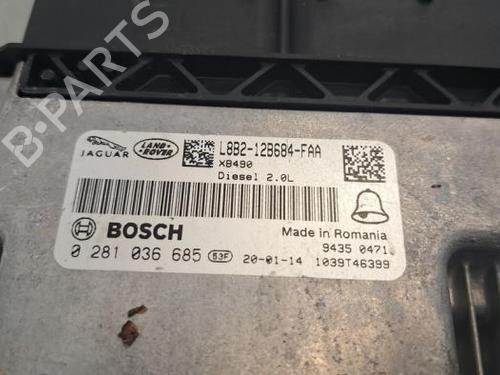 B-PARTS
JAGUAR
LAND ROVER
L8B2-12B684-FAA
XB490
Diesel 2.0L
BOSCH
Made in Romania
9435 0471
0 281 036 685 53F 20-01-14 1039T46399